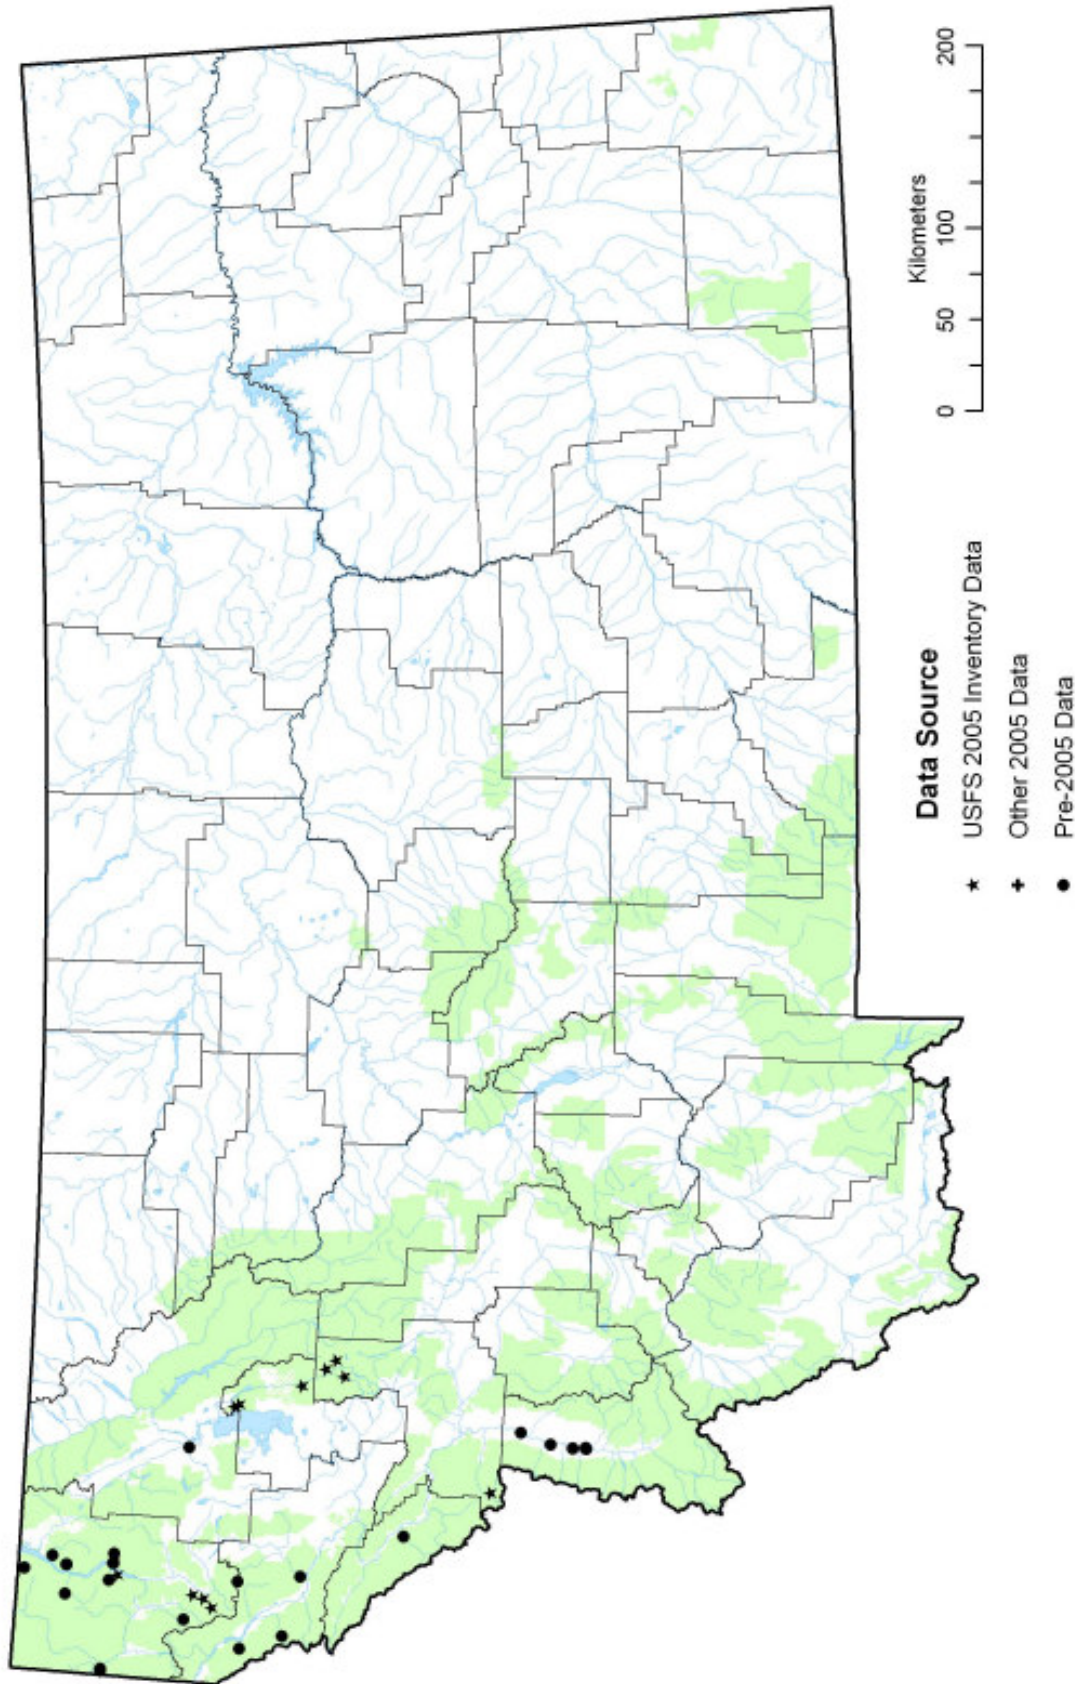 Data Source
USFS 2005 Inventory Data
Other 2005 Data
Pre-2005 Data
Kilometers
0 50 100 200